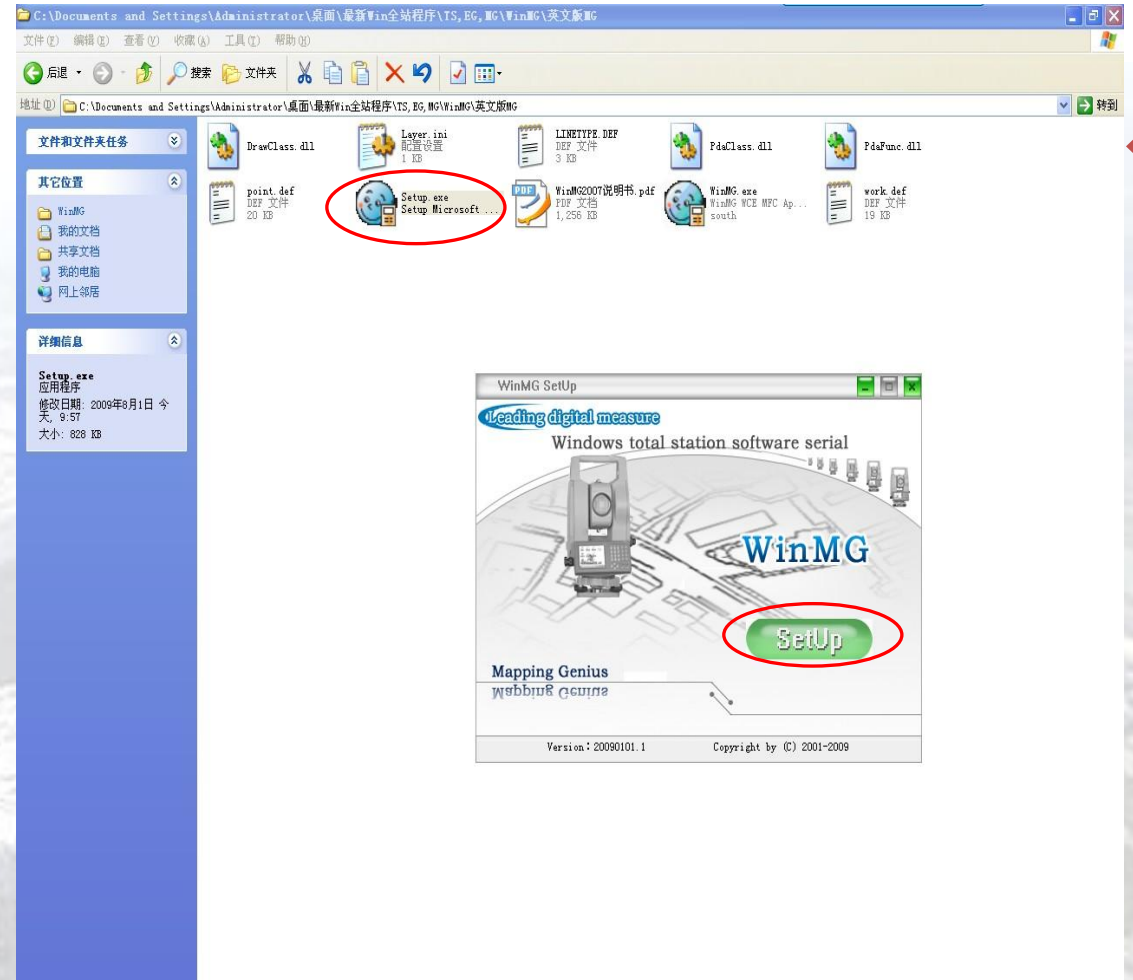 C:\Documents and Settings\Administrator\桌面\最新Win全站程序\TS,EG,MG\WinMG\英文版MG
文件(F) 编辑(E) 查看(V) 收藏(A) 工具(T) 帮助(H)
后退 搜索 文件夹
地址(D) C:\Documents and Settings\Administrator\桌面\最新Win全站程序\TS,EG,MG\WinMG\英文版MG 转到
文件和文件夹任务
其它位置
WinMG
我的文档
共享文档
我的电脑
网上邻居
详细信息
Setup.exe
应用程序
修改日期: 2009年8月1日 今
天, 9:57
大小: 828 KB
DrawClass.dll
Layer.ini
配置设置
1 KB
LINETYPE.DEF
DEF 文件
3 KB
PdaClass.dll
PdaFunc.dll
point.def
DEF 文件
20 KB
Setup.exe
Setup Microsoft ...
WinMG2007说明书.pdf
PDF 文档
1,256 KB
WinMG.exe
WinMG WCE MFC Ap...
south
work.def
DEF 文件
19 KB
WinMG SetUp
Leading digital measure
Windows total station software serial
WinMG
SetUp
Mapping Genius
Mapping Genius
Version：20090101.1 Copyright by (C) 2001-2009